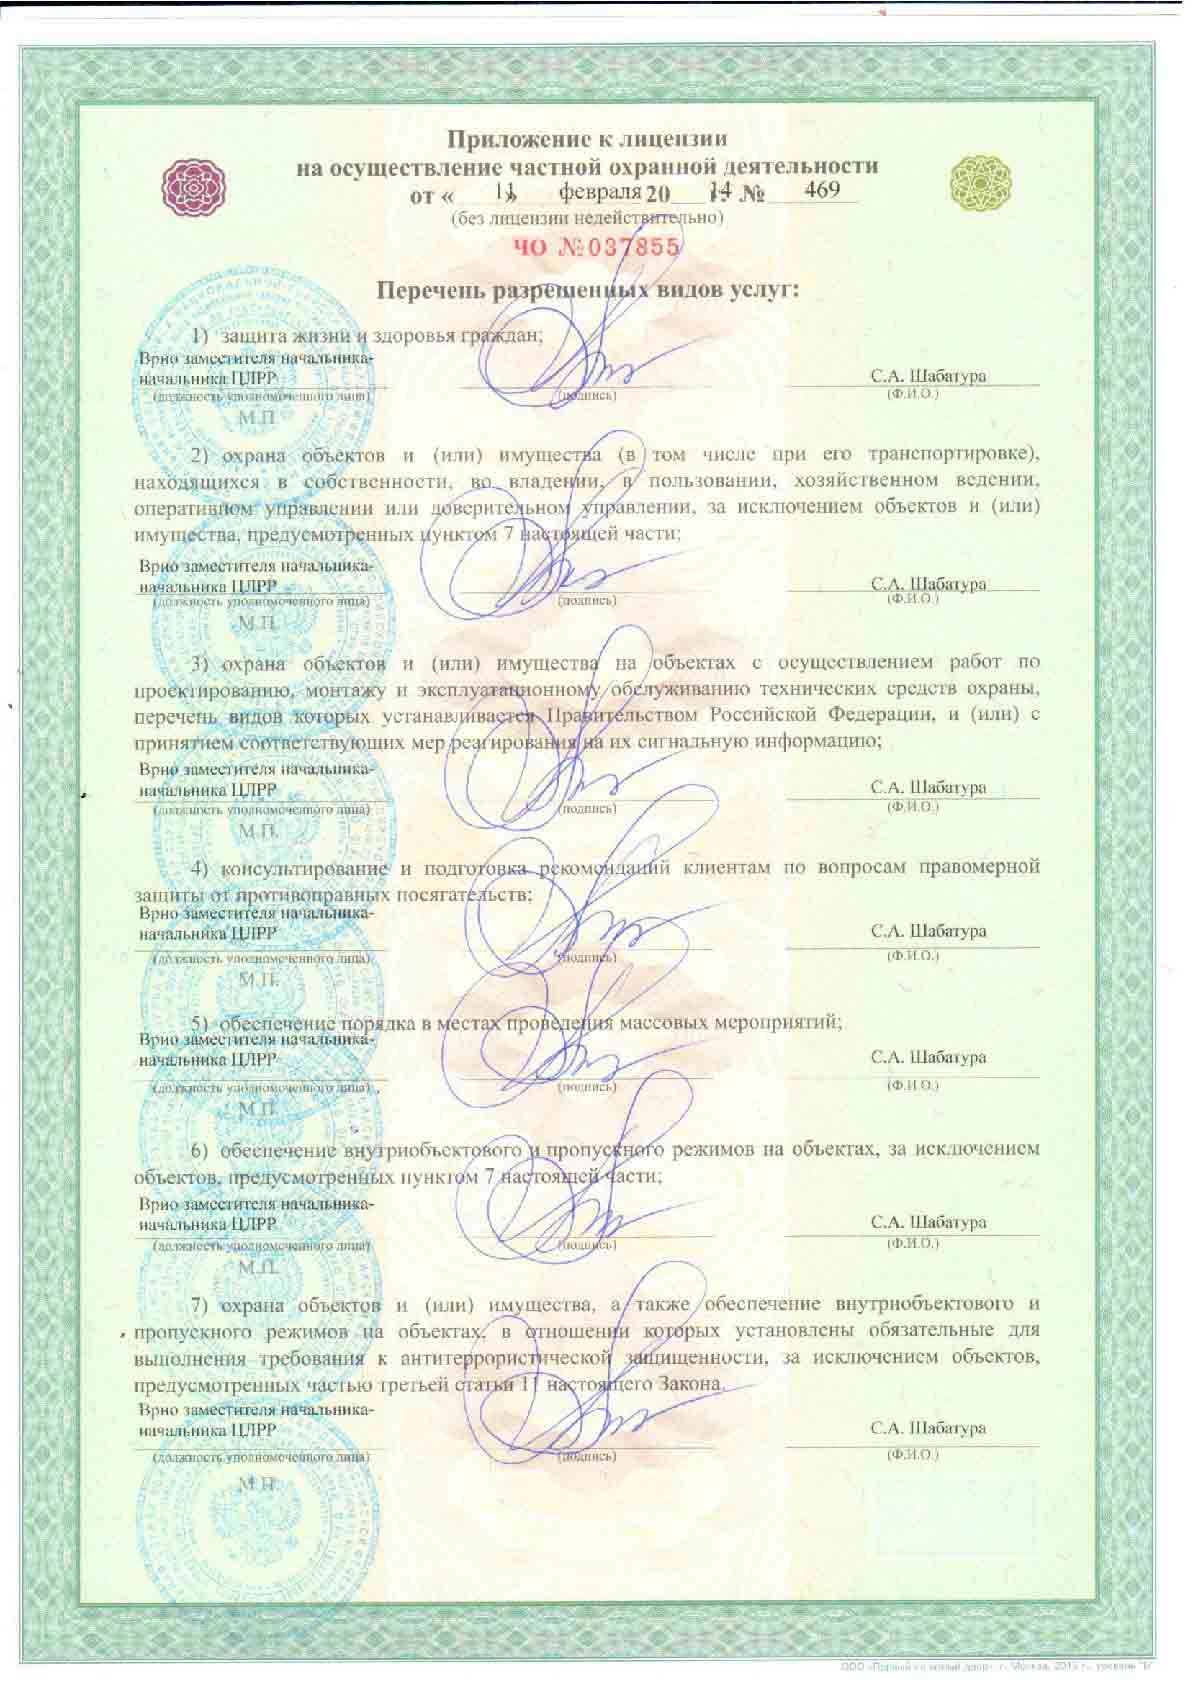 Приложение к лицензии
на осуществление частной охранной деятельности
от « 11 » февраля 20 14 г. № 469
(без лицензии недействительно)
ЧО №037855
Перечень разрешенных видов услуг:
1) защита жизни и здоровья граждан;
Врио заместителя начальника-
начальника ЦЛРР С.А. Шабатура
(должность уполномоченного лица) (подпись) (Ф.И.О.)
М.П.
2) охрана объектов и (или) имущества (в том числе при его транспортировке),
находящихся в собственности, во владении, в пользовании, хозяйственном ведении,
оперативном управлении или доверительном управлении, за исключением объектов и (или)
имущества, предусмотренных пунктом 7 настоящей части;
Врио заместителя начальника-
начальника ЦЛРР С.А. Шабатура
(должность уполномоченного лица) (подпись) (Ф.И.О.)
М.П.
3) охрана объектов и (или) имущества на объектах с осуществлением работ по
проектированию, монтажу и эксплуатационному обслуживанию технических средств охраны,
перечень видов которых устанавливается Правительством Российской Федерации, и (или) с
принятием соответствующих мер реагирования на их сигнальную информацию;
Врио заместителя начальника-
начальника ЦЛРР С.А. Шабатура
(должность уполномоченного лица) (подпись) (Ф.И.О.)
М.П.
4) консультирование и подготовка рекомендаций клиентам по вопросам правомерной
защиты от противоправных посягательств;
Врио заместителя начальника-
начальника ЦЛРР С.А. Шабатура
(должность уполномоченного лица) (подпись) (Ф.И.О.)
М.П.
5) обеспечение порядка в местах проведения массовых мероприятий;
Врио заместителя начальника-
начальника ЦЛРР С.А. Шабатура
(должность уполномоченного лица) (подпись) (Ф.И.О.)
М.П.
6) обеспечение внутриобъектового и пропускного режимов на объектах, за исключением
объектов, предусмотренных пунктом 7 настоящей части;
Врио заместителя начальника-
начальника ЦЛРР С.А. Шабатура
(должность уполномоченного лица) (подпись) (Ф.И.О.)
М.П.
7) охрана объектов и (или) имущества, а также обеспечение внутриобъектового и
пропускного режимов на объектах, в отношении которых установлены обязательные для
выполнения требования к антитеррористической защищенности, за исключением объектов,
предусмотренных частью третьей статьи 11 настоящего Закона.
Врио заместителя начальника-
начальника ЦЛРР С.А. Шабатура
(должность уполномоченного лица) (подпись) (Ф.И.О.)
М.П.
ООО г. Москва, уровень "Б"